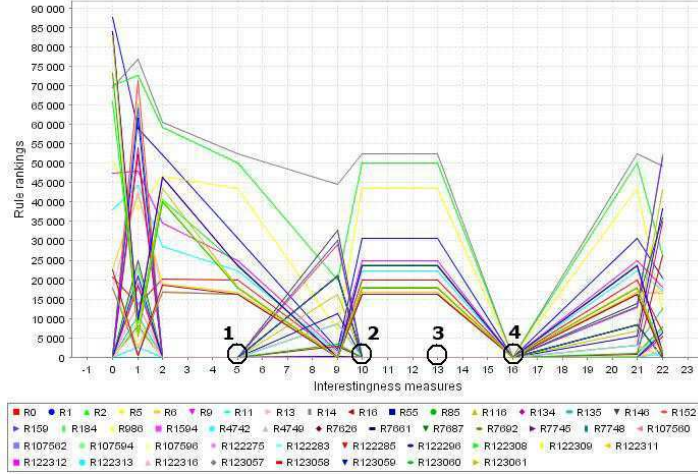 90 000
85 000
80 000
75 000
70 000
65 000
60 000
55 000
50 000
45 000
40 000
35 000
30 000
25 000
20 000
15 000
10 000
5 000
0
Rule rankings
1 2 3 4
-1 0 1 2 3 4 5 6 7 8 9 10 11 12 13 14 15 16 17 18 19 20 21 22 23
Interestingness measures
R0 R1 R2 R5 R6 R9 R11 R13 R14 R16 R55 R85 R116 R134 R135 R146 R152
R159 R184 R986 R1594 R4742 R4749 R7626 R7661 R7687 R7692 R7745 R7748 R107560
R107562 R107594 R107596 R122275 R122283 R122285 R122296 R122308 R122309 R122311
R122312 R122313 R122316 R123057 R123058 R123059 R123060 R123061